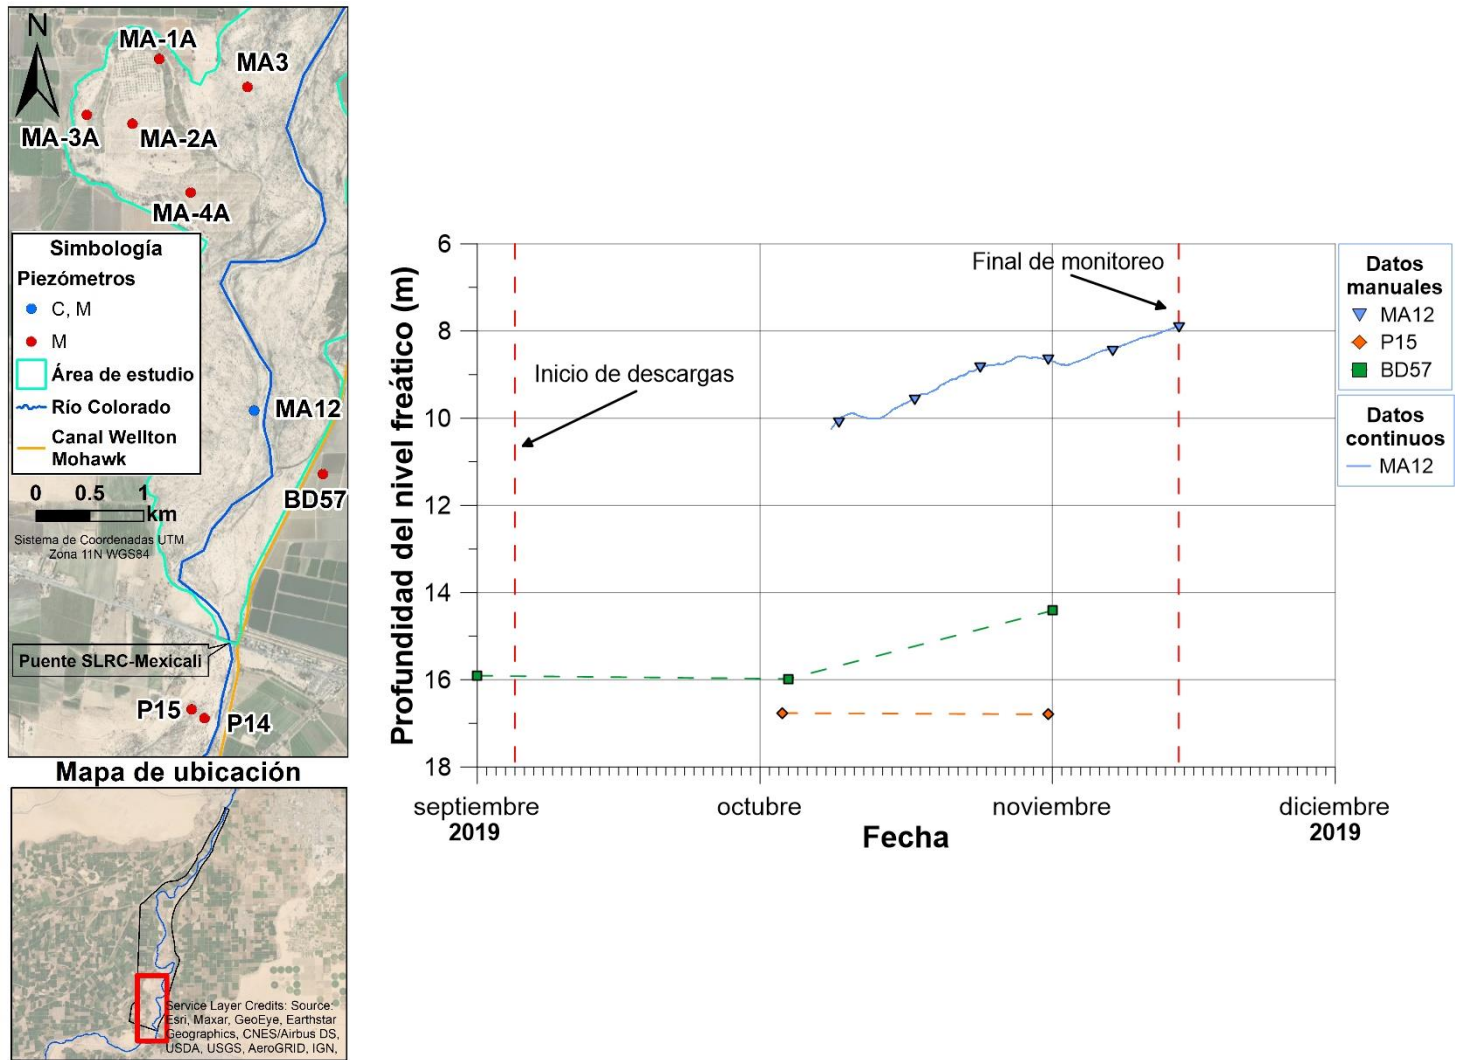 N
MA-1A
MA3
MA-3A
MA-2A
MA-4A
Simbología
Piezómetros
C, M
M
Área de estudio
Río Colorado
Canal Wellton
Mohawk
MA12
BD57
0 0.5 1
km
Sistema de Coordenadas UTM
Zona 11N WGS84
Puente SLRC-Mexicali
P15
P14
Mapa de ubicación
Service Layer Credits: Source:
Esri, Maxar, GeoEye, Earthstar
Geographics, CNES/Airbus DS,
USDA, USGS, AeroGRID, IGN,
Profundidad del nivel freático (m)
6
8
10
12
14
16
18
Inicio de descargas
Final de monitoreo
septiembre
2019
octubre
noviembre
diciembre
2019
Fecha
Datos
manuales
MA12
P15
BD57
Datos
continuos
MA12